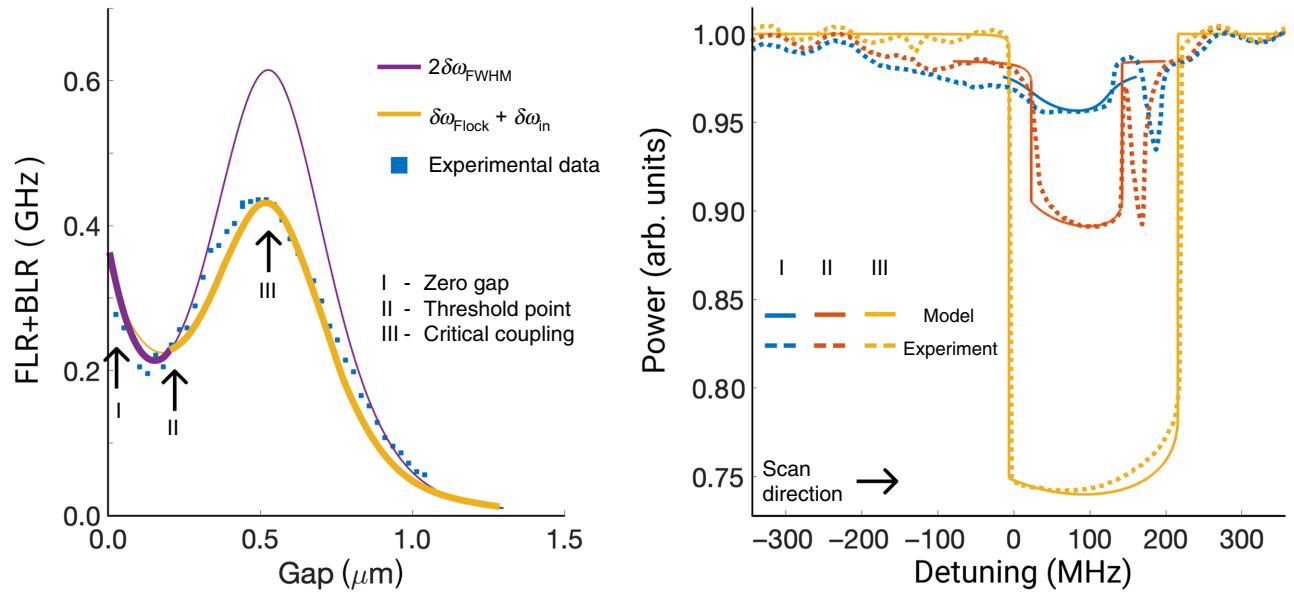 FLR+BLR ( GHz)
0.6
0.4
0.2
0.0
0.0 0.5 1.0 1.5
Gap (μm)
2δω_FWHM
δω_Flock + δω_in
Experimental data
I - Zero gap
II - Threshold point
III - Critical coupling
I
II
III
Power (arb. units)
1.00
0.95
0.90
0.85
0.80
0.75
−300 −200 −100 0 100 200 300
Detuning (MHz)
I II III
Model
Experiment
Scan
direction